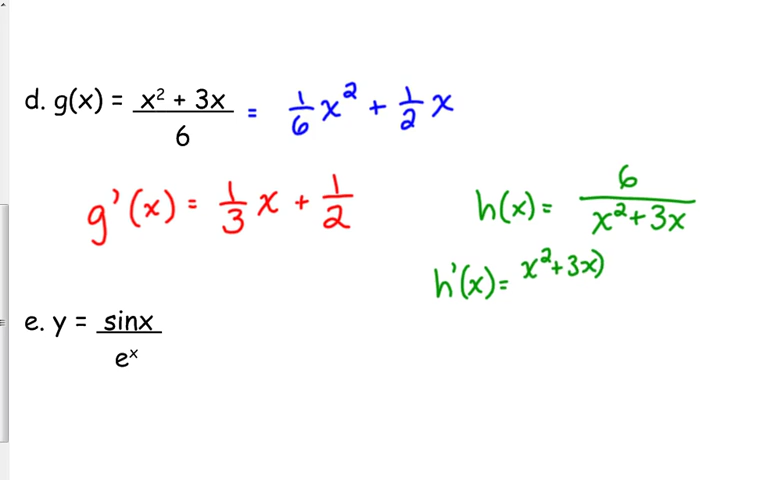 d. g(x) = x² + 3x / 6 = 1/6 x² + 1/2 x
g'(x) = 1/3 x + 1/2
h(x) = 6 / x² + 3x
h'(x) = x² + 3x)
e. y = sinx / eˣ